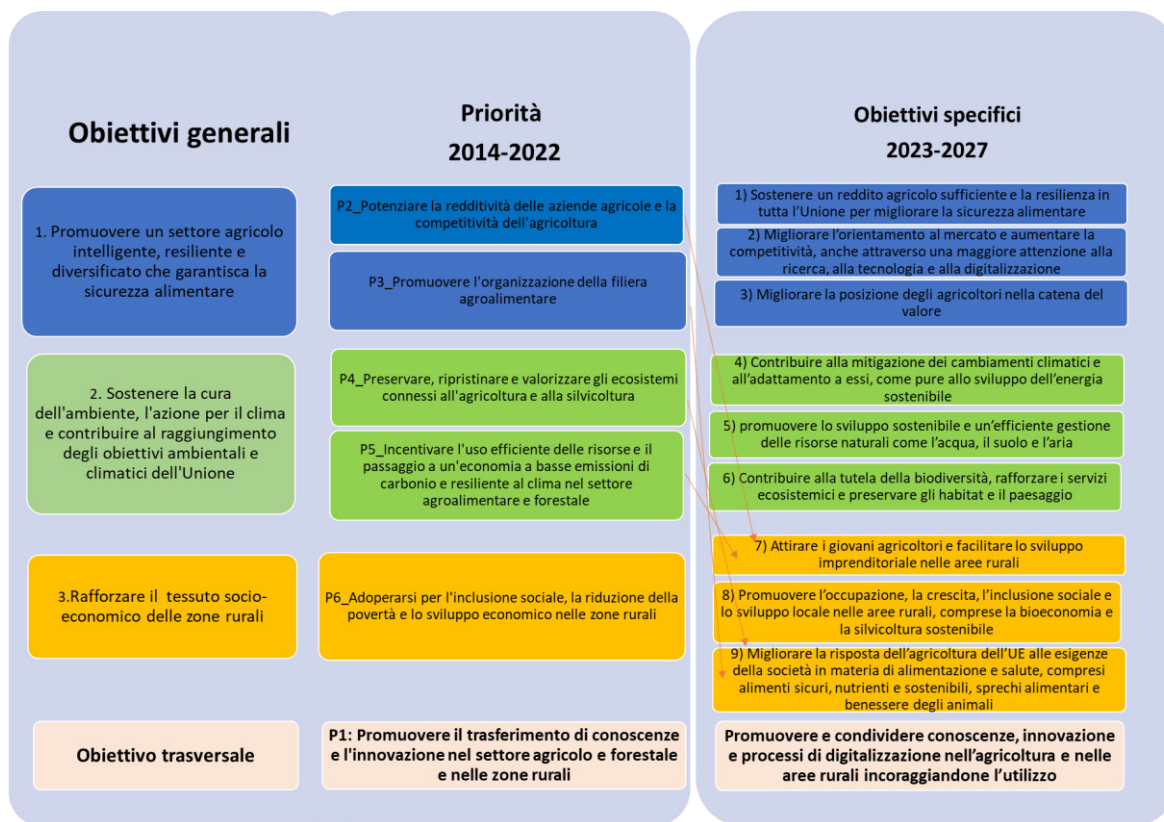 Obiettivi generali
Priorità
2014-2022
Obiettivi specifici
2023-2027
1. Promuovere un settore agricolo
intelligente, resiliente e
diversificato che garantisca la
sicurezza alimentare
P2_Potenziare la redditività delle aziende agricole e la
competitività dell'agricoltura
P3_Promuovere l'organizzazione della filiera
agroalimentare
1) Sostenere un reddito agricolo sufficiente e la resilienza in
tutta l'Unione per migliorare la sicurezza alimentare
2) Migliorare l'orientamento al mercato e aumentare la
competitività, anche attraverso una maggiore attenzione alla
ricerca, alla tecnologia e alla digitalizzazione
3) Migliorare la posizione degli agricoltori nella catena del
valore
2. Sostenere la cura
dell'ambiente, l'azione per il clima
e contribuire al raggiungimento
degli obiettivi ambientali e
climatici dell'Unione
P4_Preservare, ripristinare e valorizzare gli ecosistemi
connessi all'agricoltura e alla silvicoltura
P5_Incentivare l'uso efficiente delle risorse e il
passaggio a un'economia a basse emissioni di
carbonio e resiliente al clima nel settore
agroalimentare e forestale
4) Contribuire alla mitigazione dei cambiamenti climatici e
all'adattamento a essi, come pure allo sviluppo dell'energia
sostenibile
5) promuovere lo sviluppo sostenibile e un'efficiente gestione
delle risorse naturali come l'acqua, il suolo e l'aria
6) Contribuire alla tutela della biodiversità, rafforzare i servizi
ecosistemici e preservare gli habitat e il paesaggio
3.Rafforzare il tessuto socio-
economico delle zone rurali
P6_Adoperarsi per l'inclusione sociale, la riduzione della
povertà e lo sviluppo economico nelle zone rurali
7) Attirare i giovani agricoltori e facilitare lo sviluppo
imprenditoriale nelle aree rurali
8) Promuovere l'occupazione, la crescita, l'inclusione sociale e
lo sviluppo locale nelle aree rurali, comprese la bioeconomia e
la silvicoltura sostenibile
9) Migliorare la risposta dell'agricoltura dell'UE alle esigenze
della società in materia di alimentazione e salute, compresi
alimenti sicuri, nutrienti e sostenibili, sprechi alimentari e
benessere degli animali
Obiettivo trasversale
P1: Promuovere il trasferimento di conoscenze
e l'innovazione nel settore agricolo e forestale
e nelle zone rurali
Promuovere e condividere conoscenze, innovazione
e processi di digitalizzazione nell'agricoltura e nelle
aree rurali incoraggiandone l'utilizzo